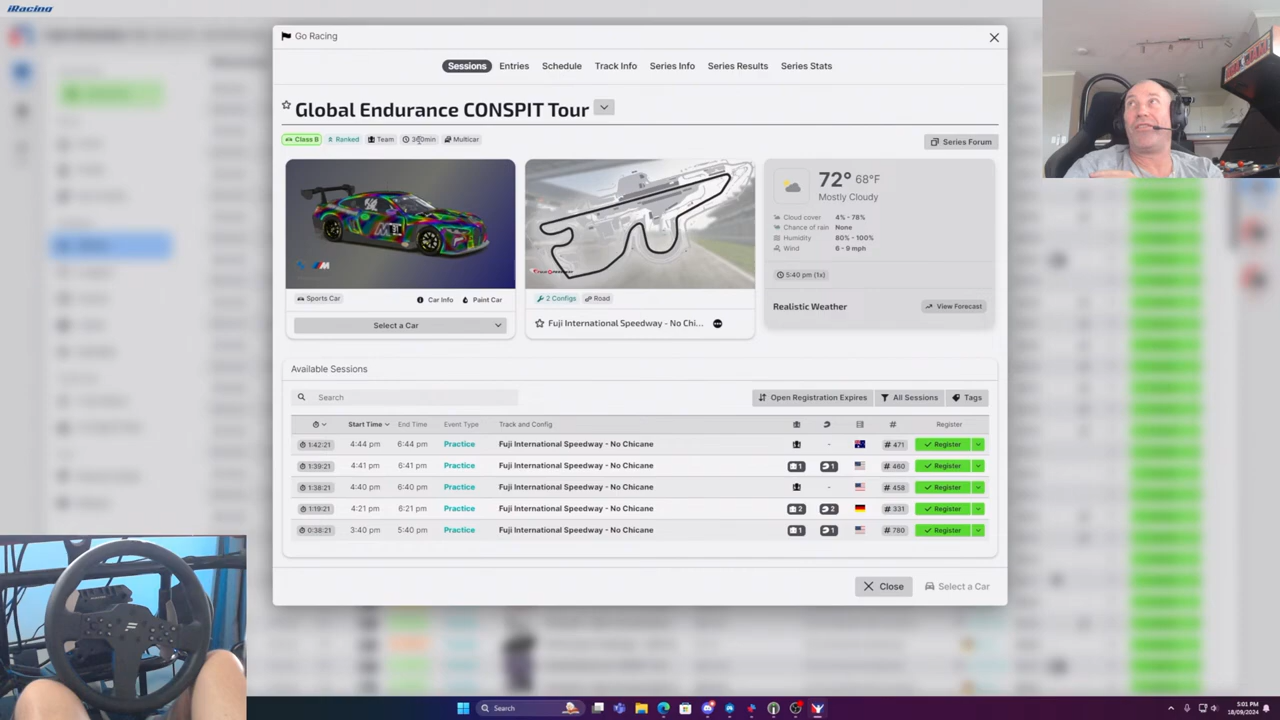 iRacing
Go Racing
Sessions Entries Schedule Track Info Series Info Series Results Series Stats
Global Endurance CONSPIT Tour
Class B Ranked Team 360min Multicar
Series Forum
72° 68°F
Mostly Cloudy
Cloud cover 4% - 78%
Chance of rain None
Humidity 80% - 100%
Wind 6 - 9 mph
5:40 pm (1x)
Realistic Weather View Forecast
Sports Car Car Info Paint Car
Select a Car
2 Configs Road
Fuji International Speedway - No Chi...
Available Sessions
Search Open Registration Expires All Sessions Tags
Start Time End Time Event Type Track and Config # Register
1:42:21 4:44 pm 6:44 pm Practice Fuji International Speedway - No Chicane - # 471 Register
1:39:21 4:41 pm 6:41 pm Practice Fuji International Speedway - No Chicane 1 1 # 460 Register
1:38:21 4:40 pm 6:40 pm Practice Fuji International Speedway - No Chicane - # 458 Register
1:19:21 4:21 pm 6:21 pm Practice Fuji International Speedway - No Chicane 2 2 # 331 Register
0:38:21 3:40 pm 5:40 pm Practice Fuji International Speedway - No Chicane 1 1 # 780 Register
Close Select a Car
Search
5:01 PM
18/09/2024